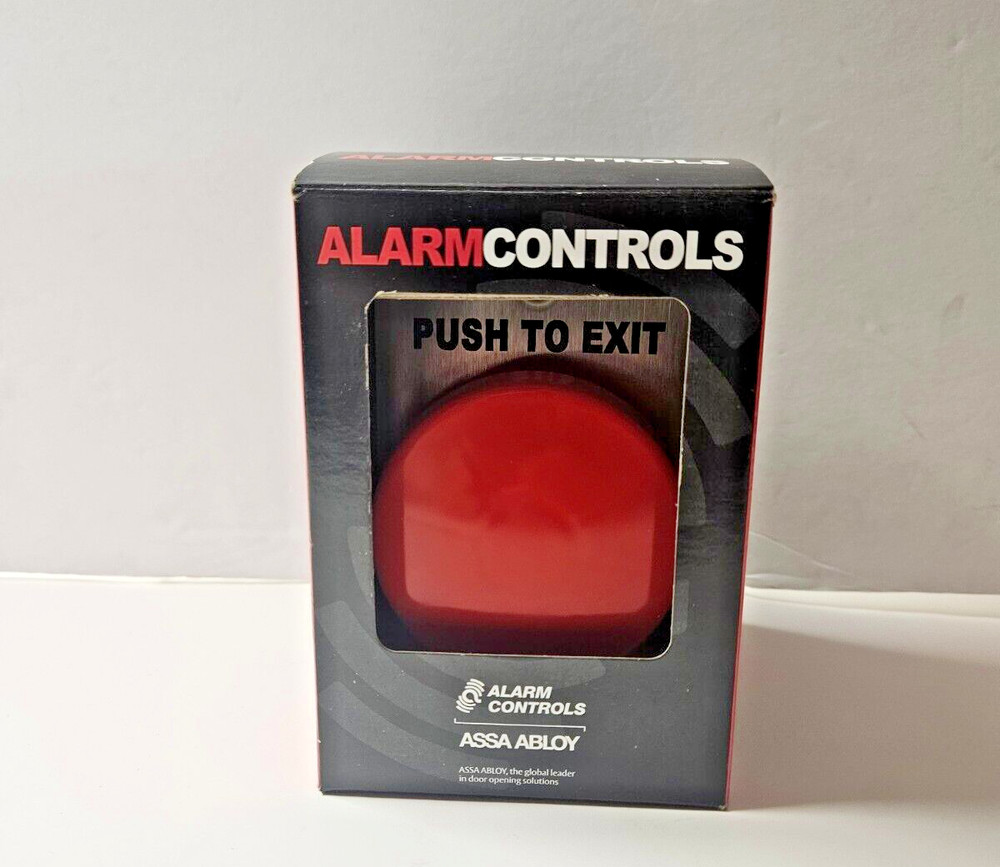 ALARMCONTROLS
ALARMCONTROLS
PUSH TO EXIT
ALARM
CONTROLS
ASSA ABLOY
ASSA ABLOY, the global leader
in door opening solutions